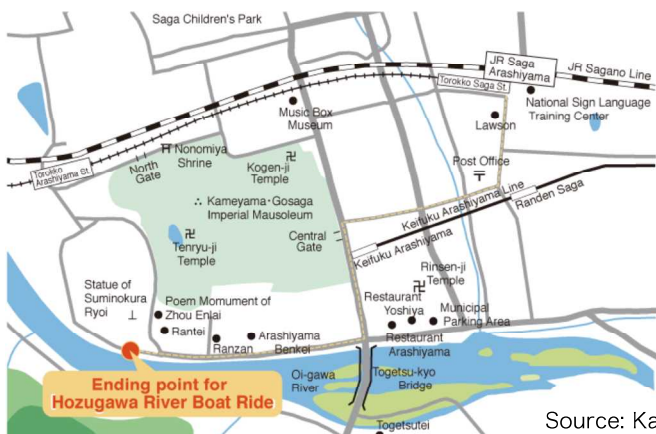 Saga Children's Park
JR Saga
Arashiyama
JR Sagano Line
Torokko Saga St.
National Sign Language
Training Center
Music Box
Museum
Lawson
Nonomiya
Shrine
North
Gate
Torokko
Arashiyama St.
Kogen-ji
Temple
Post Office
Kameyama·Gosaga
Imperial Mausoleum
Keifuku Arashiyama Line
Randen Saga
Central
Gate
Keifuku Arashiyama
Tenryu-ji
Temple
Rinsen-ji
Temple
Statue of
Suminokura
Ryoi
Poem Momument of
Zhou Enlai
Rantei
Restaurant
Yoshiya
Municipal
Parking Area
Ranzan
Arashiyama
Benkei
Restaurant
Arashiyama
Oi-gawa
River
Togetsu-kyo
Bridge
Ending point for
Hozugawa River Boat Ride
Togetsutei
Source: Ka